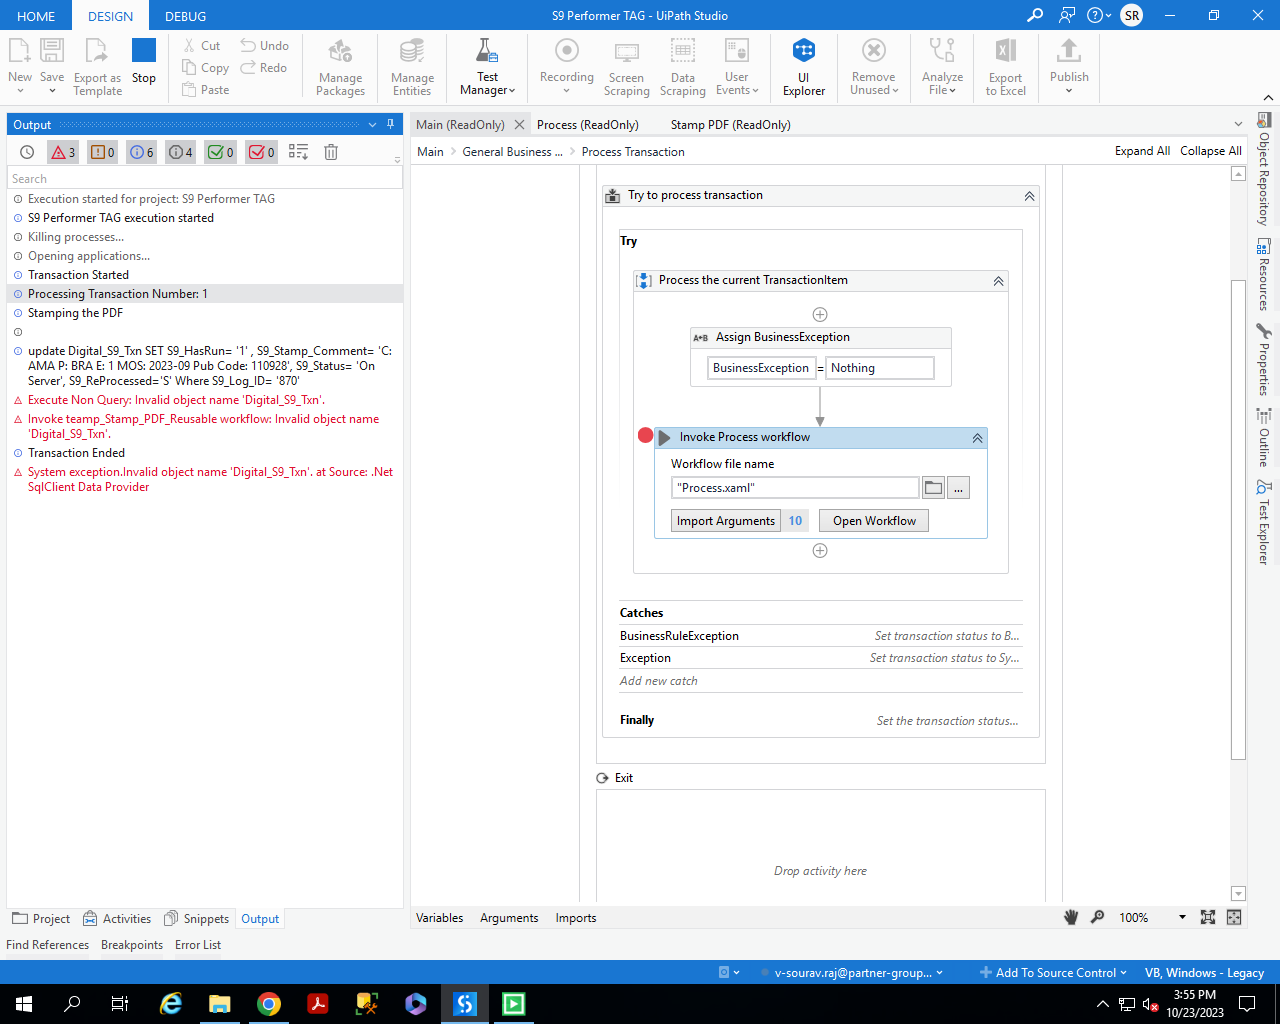 HOME DESIGN DEBUG S9 Performer TAG - UiPath Studio SR
New Save Export as Template Stop
Cut Undo
Copy Redo
Paste
Manage Packages
Manage Entities
Test Manager
Recording
Screen Scraping
Data Scraping
User Events
UI Explorer
Remove Unused
Analyze File
Export to Excel
Publish
Output
3 0 6 4 0 0
Search
Execution started for project: S9 Performer TAG
S9 Performer TAG execution started
Killing processes...
Opening applications...
Transaction Started
Processing Transaction Number: 1
Stamping the PDF
update Digital_S9_Txn SET S9_HasRun= '1' , S9_Stamp_Comment= 'C:
AMA P: BRA E: 1 MOS: 2023-09 Pub Code: 110928', S9_Status= 'On
Server', S9_ReProcessed='S' Where S9_Log_ID= '870'
Execute Non Query: Invalid object name 'Digital_S9_Txn'.
Invoke teamp_Stamp_PDF_Reusable workflow: Invalid object name
'Digital_S9_Txn'.
Transaction Ended
System exception.Invalid object name 'Digital_S9_Txn'. at Source: .Net
SqlClient Data Provider
Project Activities Snippets Output
Find References Breakpoints Error List
Main (ReadOnly) Process (ReadOnly) Stamp PDF (ReadOnly)
Main General Business ... Process Transaction Expand All Collapse All
Try to process transaction
Try
Process the current TransactionItem
A*B Assign BusinessException
BusinessException = Nothing
Invoke Process workflow
Workflow file name
"Process.xaml" ...
Import Arguments 10 Open Workflow
Catches
BusinessRuleException Set transaction status to B...
Exception Set transaction status to Sy...
Add new catch
Finally Set the transaction status...
Exit
Drop activity here
Variables Arguments Imports 100%
Object Repository
Resources
Properties
Outline
Test Explorer
v-sourav.raj@partner-group... Add To Source Control VB, Windows - Legacy
3:55 PM
10/23/2023